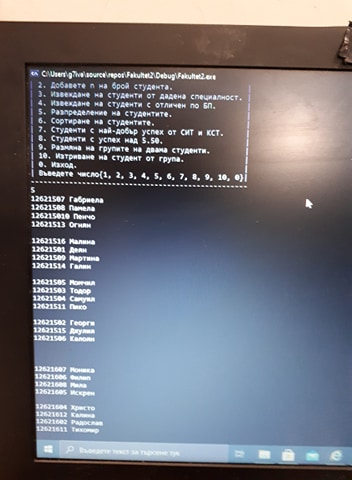 C:\Users\g7iva\source\repos\Fakultet2\Debug\Fakultet2.exe
2. Добавете n на брой студента.
3. Извеждане на студенти от дадена специалност.
4. Извеждане на студенти с отличен по БП.
5. Разпределение на студентите.
6. Сортиране на студентите.
7. Студенти с най-добър успех от СИТ и КСТ.
8. Студенти с успех над 5.50.
9. Размяна на групите на двама студенти.
10. Изтриване на студент от група.
0. Изход.
Въведете число{1, 2, 3, 4, 5, 6, 7, 8, 9, 10, 0}
5
12621507 Габриела
12621508 Памела
126215010 Пенчо
12621513 Огнян
12621516 Малина
12621501 Деян
12621509 Мартина
12621514 Галин
12621505 Момчил
12621503 Тодор
12621504 Самуил
12621511 Пико
12621502 Георги
12621515 Джулия
12621506 Калоян
12621607 Моника
12621606 Филип
12621608 Мила
12621605 Искрен
12621604 Христо
12621612 Калина
12621602 Радослав
12621611 Тихомир
Въведете текст за търсене тук